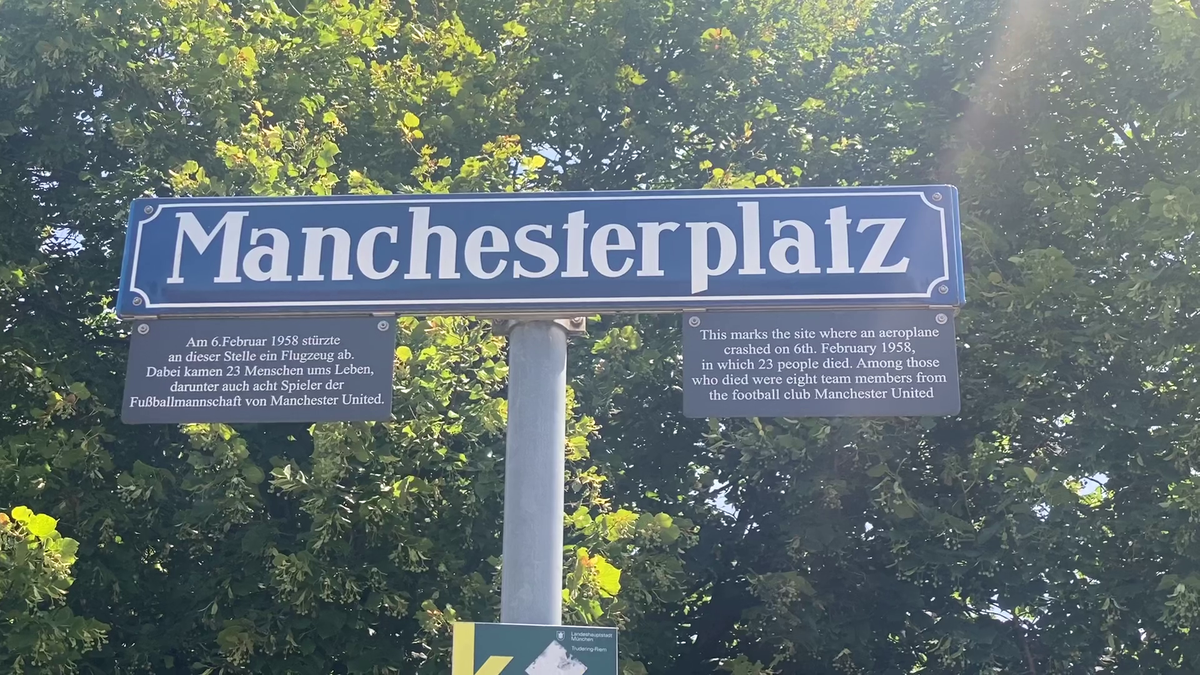 Manchesterplatz
Am 6.Februar 1958 stürzte
an dieser Stelle ein Flugzeug ab.
Dabei kamen 23 Menschen ums Leben,
darunter auch acht Spieler der
Fußballmannschaft von Manchester United.
This marks the site where an aeroplane
crashed on 6th. February 1958,
in which 23 people died. Among those
who died were eight team members from
the football club Manchester United
Landeshauptstadt
München
Trudering-Riem